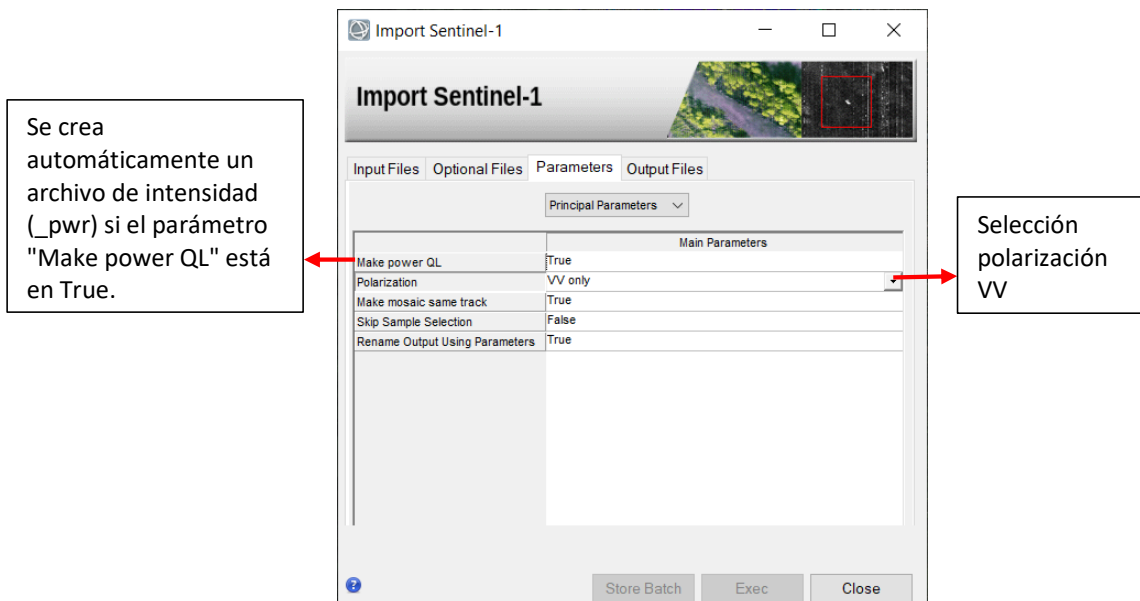 Import Sentinel-1
Import Sentinel-1
Se crea
automáticamente un
archivo de intensidad
(_pwr) si el parámetro
"Make power QL" está
en True.
Input Files Optional Files Parameters Output Files
Principal Parameters
Main Parameters
Make power QL True
Polarization VV only
Make mosaic same track True
Skip Sample Selection False
Rename Output Using Parameters True
Selección
polarización
VV
Store Batch Exec Close